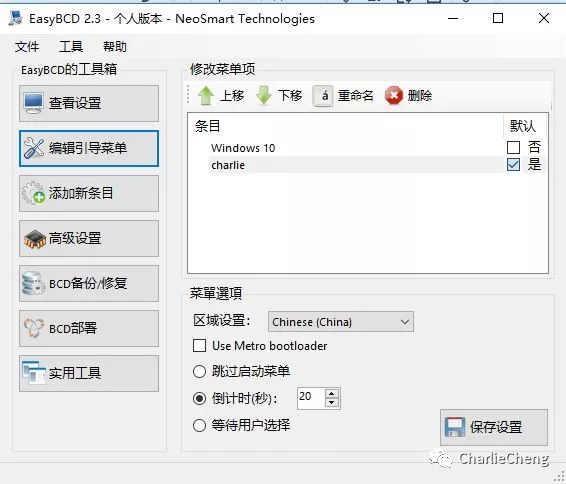 EasyBCD 2.3 - 个人版本 - NeoSmart Technologies
文件 工具 帮助
EasyBCD的工具箱
查看设置
编辑引导菜单
添加新条目
高级设置
BCD备份/修复
BCD部署
实用工具
修改菜单项
上移 下移 á 重命名 删除
条目 默认
Windows 10 否
charlie 是
菜單選項
区域设置: Chinese (China)
Use Metro bootloader
跳过启动菜单
倒计时(秒): 20
等待用户选择
保存设置
CharlieCheng